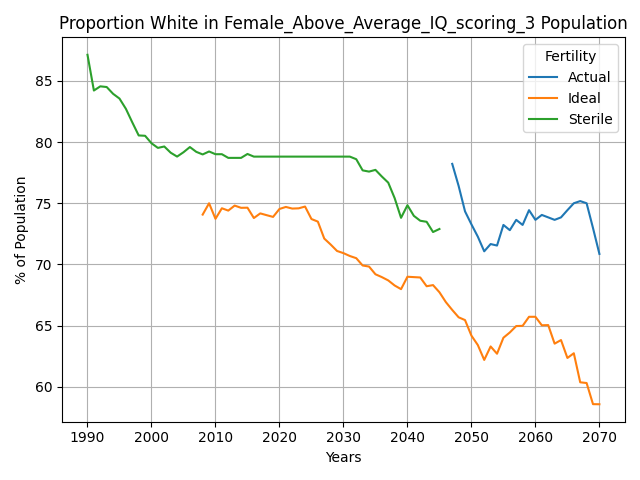 Proportion White in Female_Above_Average_IQ_scoring_3 Population
Fertility
Actual
Ideal
Sterile
% of Population
85
80
75
70
65
60
1990 2000 2010 2020 2030 2040 2050 2060 2070
Years